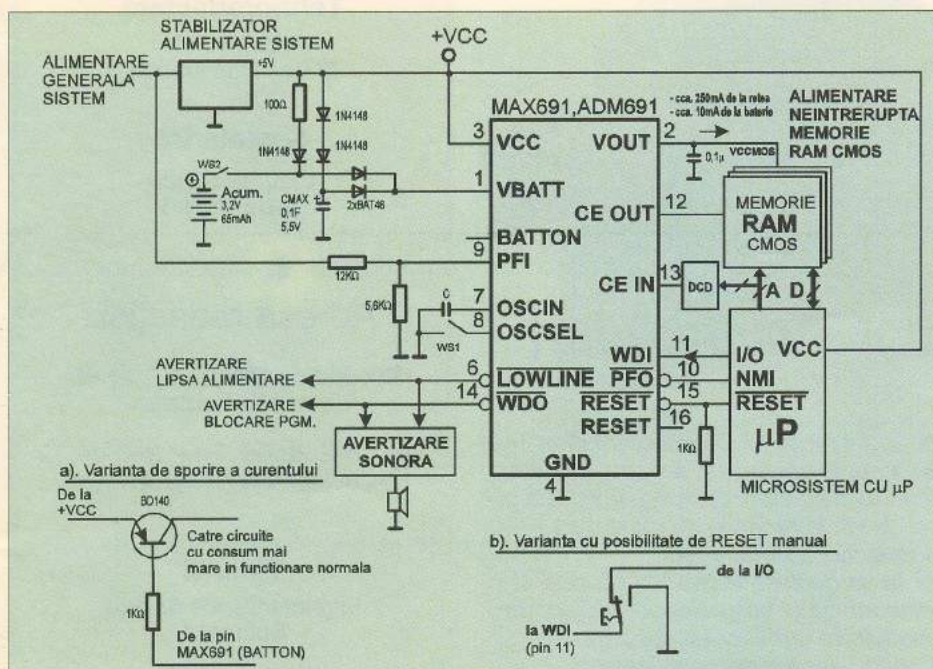 STABILIZATOR
ALIMENTARE SISTEM
ALIMENTARE
GENERALA
SISTEM
+5V
+VCC
100Ω
1N4148
1N4148
1N4148
WS2
Acum.
3,2V
65mAh
CMAX
0,1F
5,5V
+
2xBAT46
12KΩ
5,6KΩ
C
WS1
MAX691,ADM691
3
VCC
1
VBATT
BATTON
9
PFI
7
OSCIN
8
OSCSEL
6
LOWLINE
14
WDO
VOUT
2
CE OUT
12
CE IN
13
WDI
11
PFO
10
RESET
15
RESET
16
GND
4
- cca. 250mA de la retea
- cca. 10mA de la baterie
ALIMENTARE
NEINTRERUPTA
MEMORIE
RAM CMOS
VCCMOS
0,1µ
MEMORIE
RAM
CMOS
DCD
A
D
I/O
VCC
NMI
RESET
µP
1KΩ
MICROSISTEM CU µP
AVERTIZARE
LIPSA ALIMENTARE
AVERTIZARE
BLOCARE PGM.
AVERTIZARE
SONORA
a). Varianta de sporire a curentului
De la
+VCC
BD140
Catre circuite
cu consum mai
mare in functionare normala
1KΩ
De la pin
MAX691 (BATTON)
b). Varianta cu posibilitate de RESET manual
de la I/O
la WDI
(pin 11)